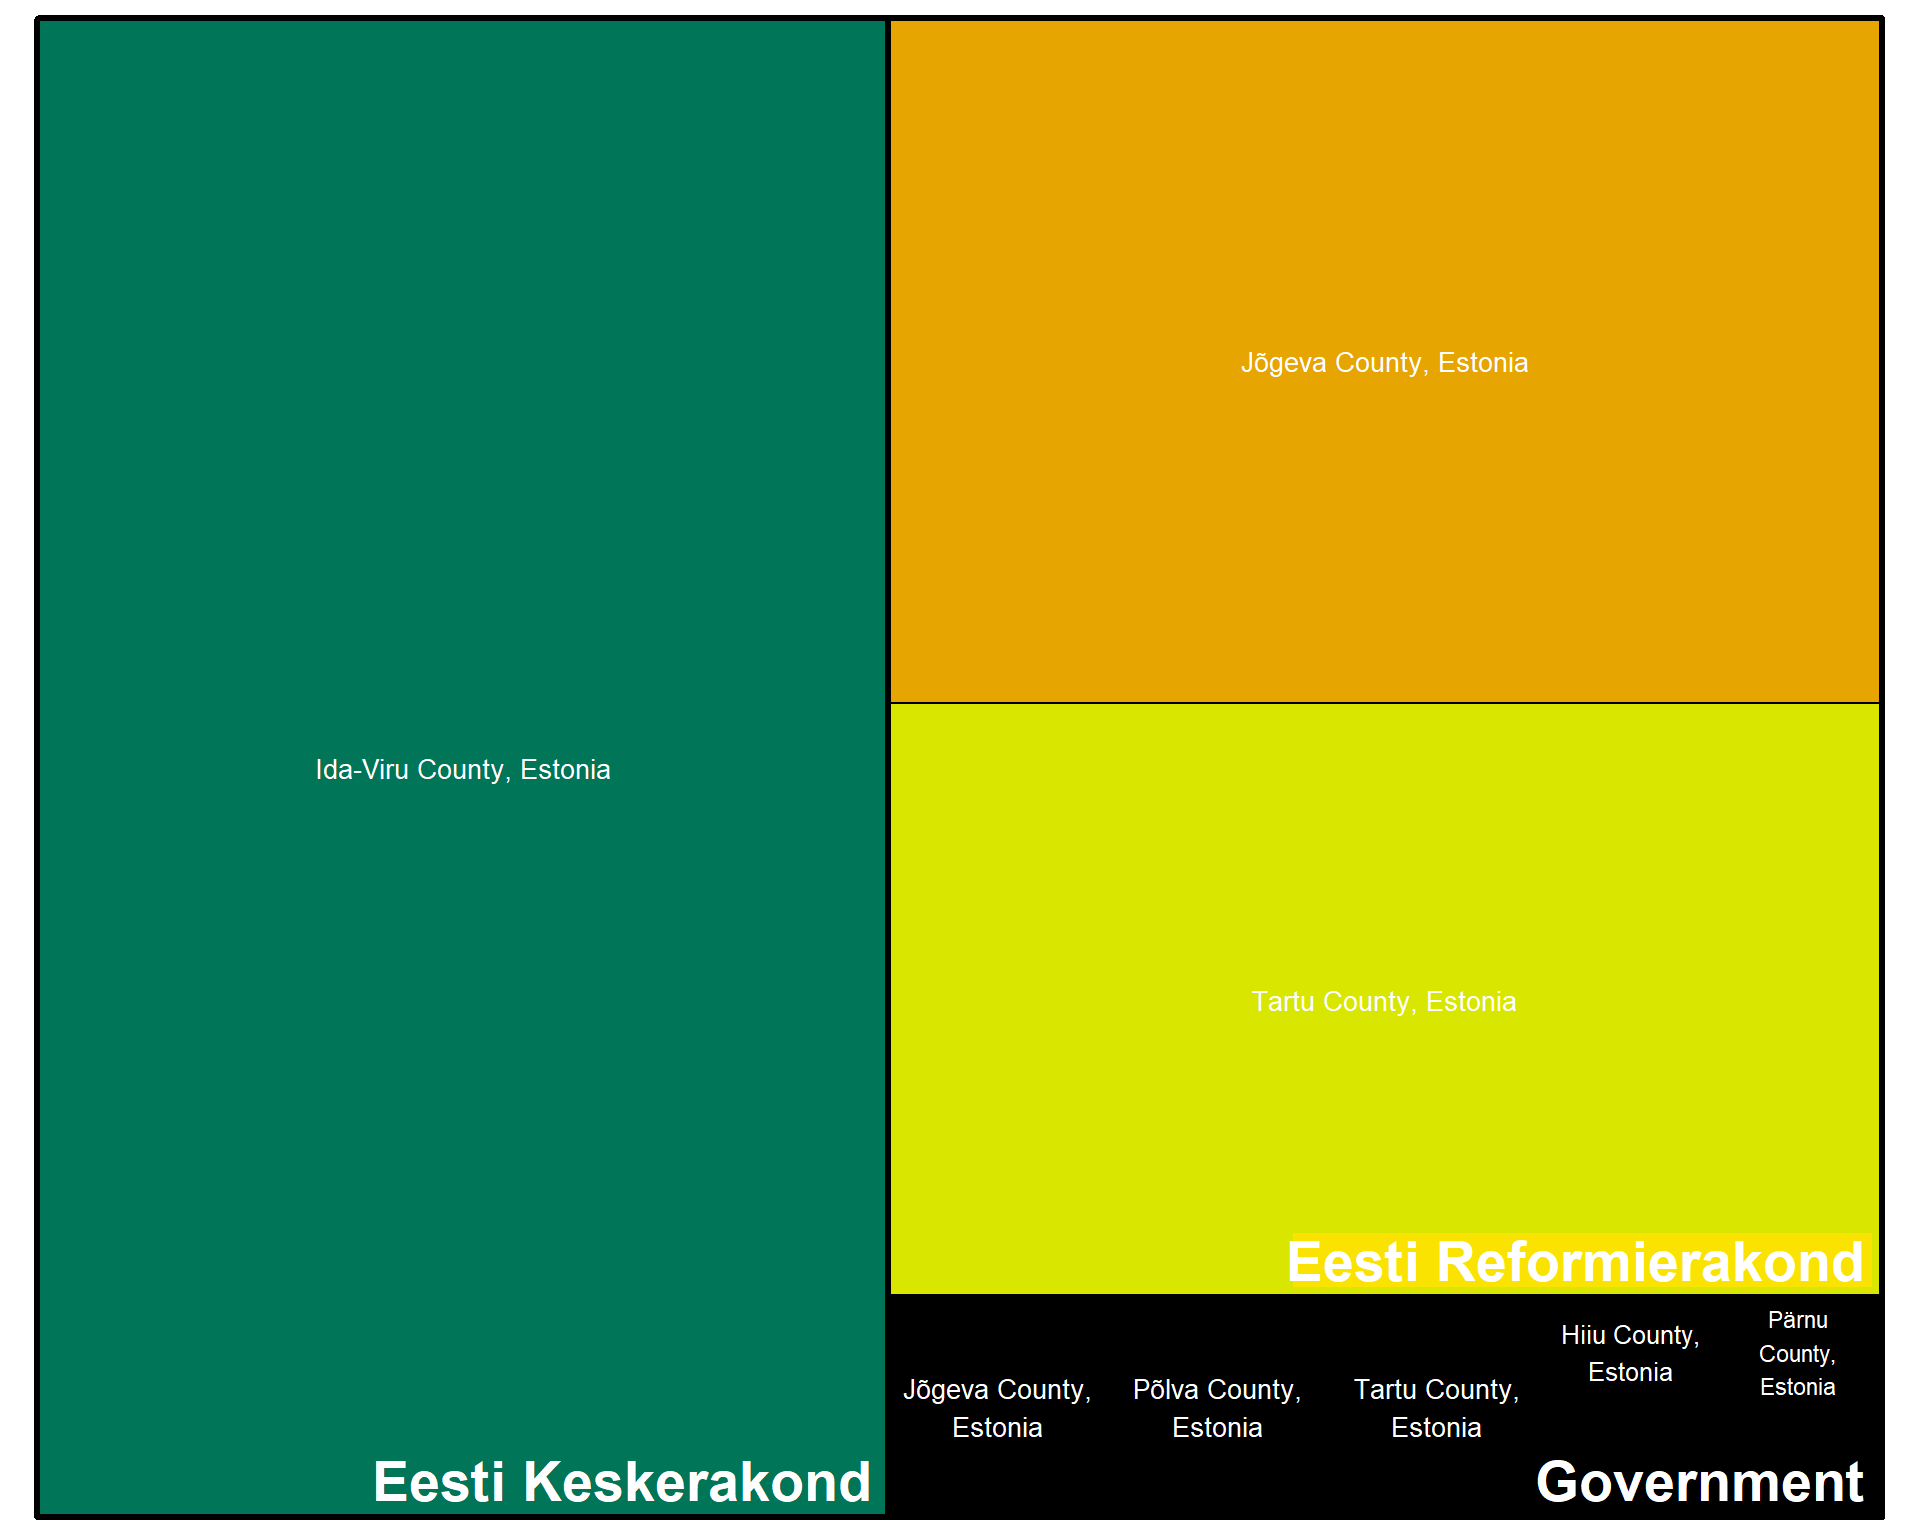 Ida-Viru County, Estonia
Eesti Keskerakond
Jõgeva County, Estonia
Tartu County, Estonia
Eesti Reformierakond
Jõgeva County,
Estonia
Põlva County,
Estonia
Tartu County,
Estonia
Hiiu County,
Estonia
Pärnu
County,
Estonia
Government